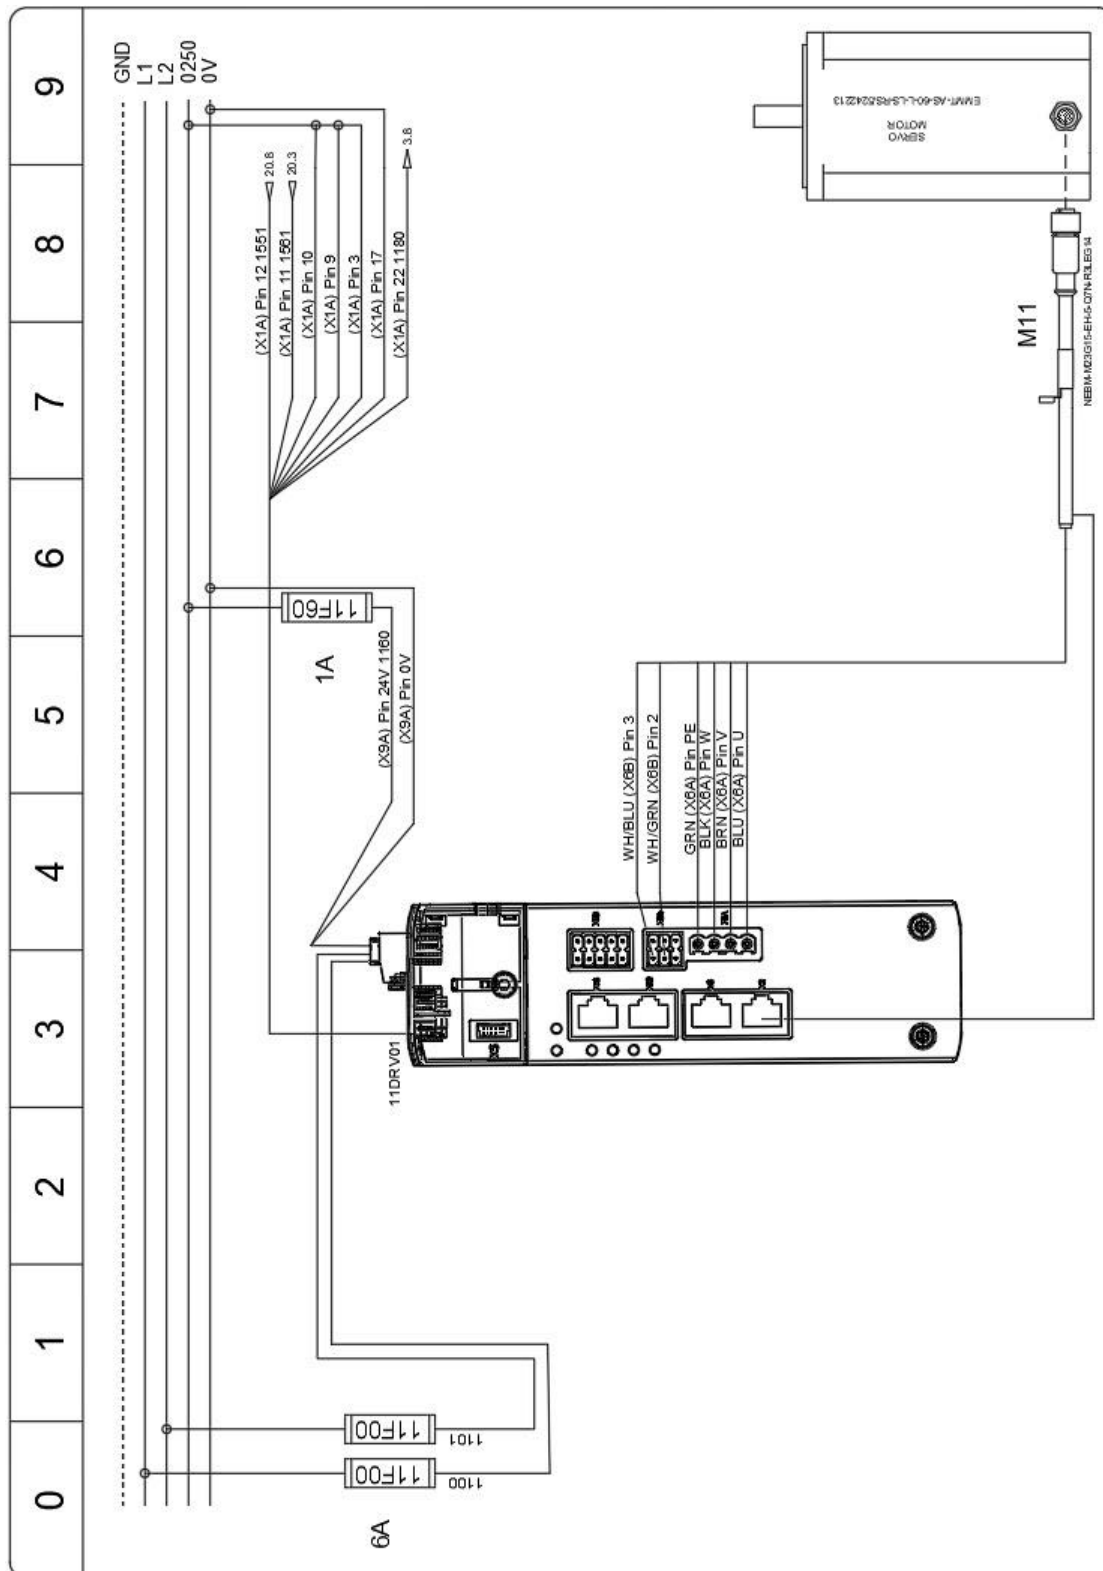 0
1
2
3
4
5
6
7
8
9
GND
L1
L2
0250
0V
20.8
20.3
3.8
(X1A) Pin 12 1551
(X1A) Pin 11 1561
(X1A) Pin 10
(X1A) Pin 9
(X1A) Pin 3
(X1A) Pin 17
(X1A) Pin 22 1180
11F60
1A
(X9A) Pin 24V 1160
(X9A) Pin 0V
11F00
1101
11F00
1100
6A
11DRV01
X5
WH/BLU (X6B) Pin 3
WH/GRN (X6B) Pin 2
GRN (X6A) Pin PE
BLK (X6A) Pin W
BRN (X6A) Pin V
BLU (X6A) Pin U
X6A
M11
SERVO
MOTOR